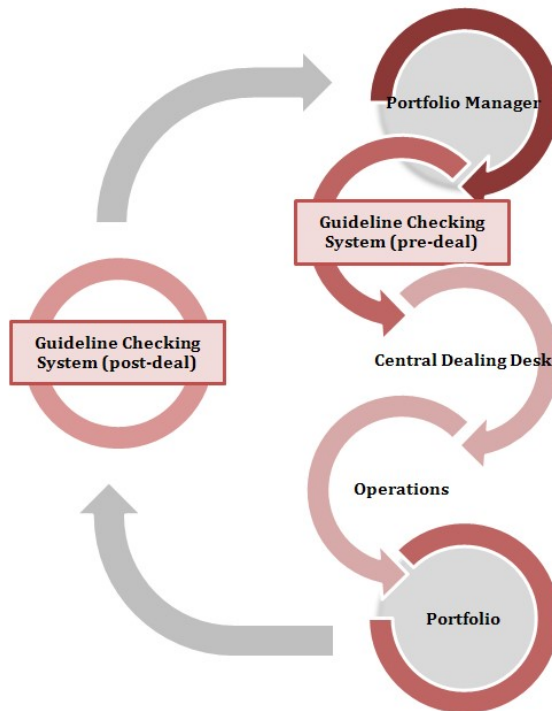 Portfolio Manager
Guideline Checking
System (pre-deal)
Guideline Checking
System (post-deal)
Central Dealing Desk
Operations
Portfolio